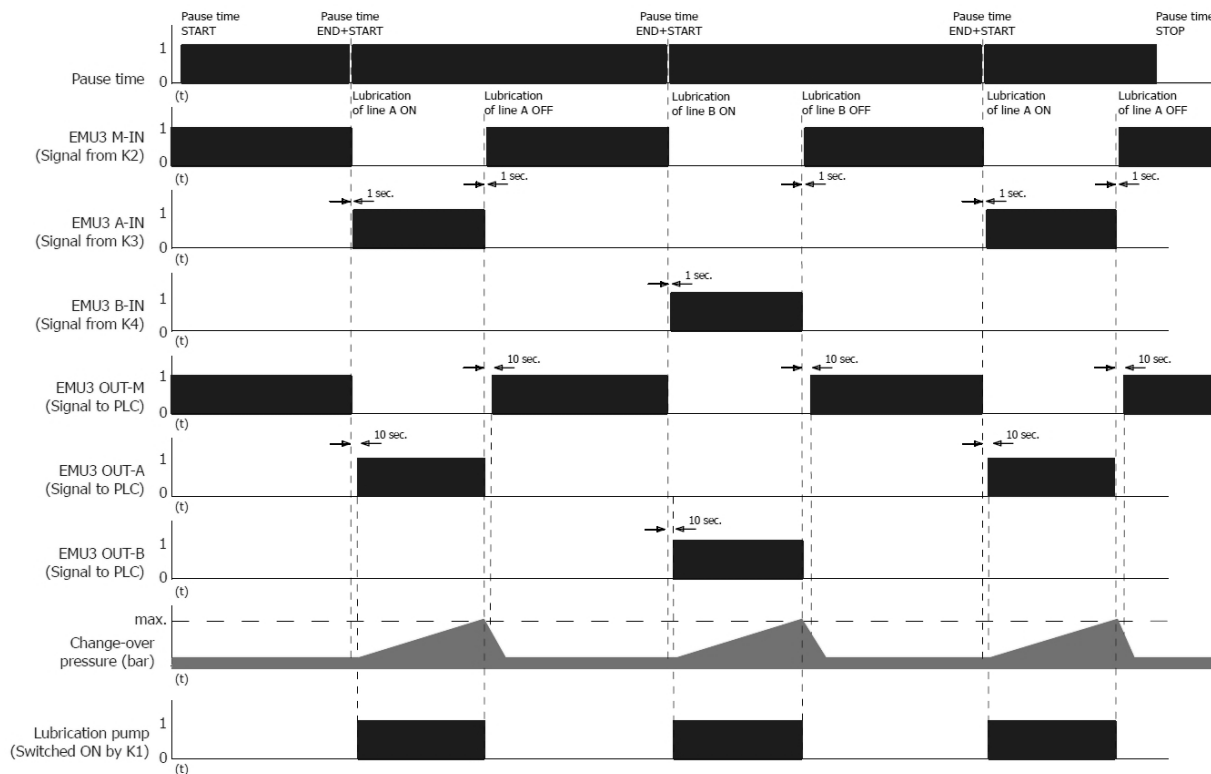 Pause time
START
Pause time
END+START
Pause time
END+START
Pause time
END+START
Pause time
STOP
1
Pause time
0
(t)
Lubrication
of line A ON
Lubrication
of line A OFF
Lubrication
of line B ON
Lubrication
of line B OFF
Lubrication
of line A ON
Lubrication
of line A OFF
1
EMU3 M-IN
(Signal from K2)
0
(t)
1 sec.
1 sec.
1 sec.
1 sec.
1 sec.
1
EMU3 A-IN
(Signal from K3)
0
(t)
1 sec.
1
EMU3 B-IN
(Signal from K4)
0
(t)
10 sec.
10 sec.
10 sec.
1
EMU3 OUT-M
(Signal to PLC)
0
(t)
10 sec.
10 sec.
1
EMU3 OUT-A
(Signal to PLC)
0
(t)
10 sec.
1
EMU3 OUT-B
(Signal to PLC)
0
(t)
max.
Change-over
pressure (bar)
(t)
1
Lubrication pump
(Switched ON by K1)
0
(t)